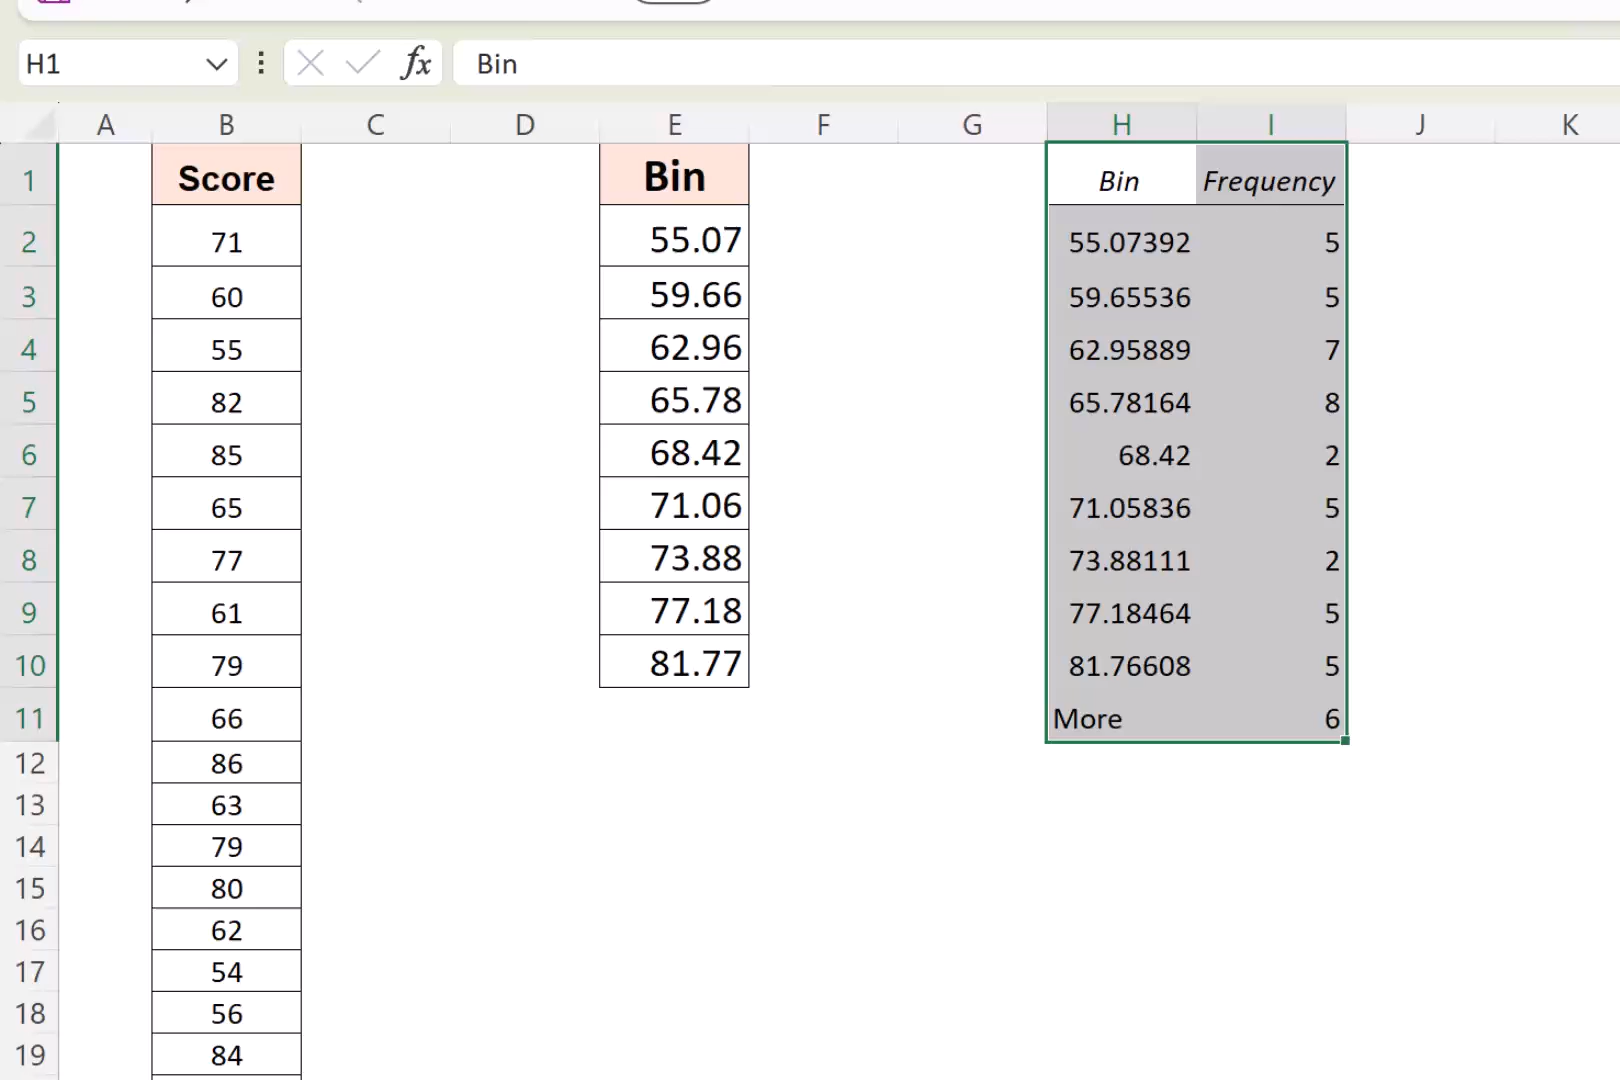 H1 fx Bin
A B C D E F G H I J K
1 Score Bin Bin Frequency
2 71 55.07 55.07392 5
3 60 59.66 59.65536 5
4 55 62.96 62.95889 7
5 82 65.78 65.78164 8
6 85 68.42 68.42 2
7 65 71.06 71.05836 5
8 77 73.88 73.88111 2
9 61 77.18 77.18464 5
10 79 81.77 81.76608 5
11 66 More 6
12 86
13 63
14 79
15 80
16 62
17 54
18 56
19 84